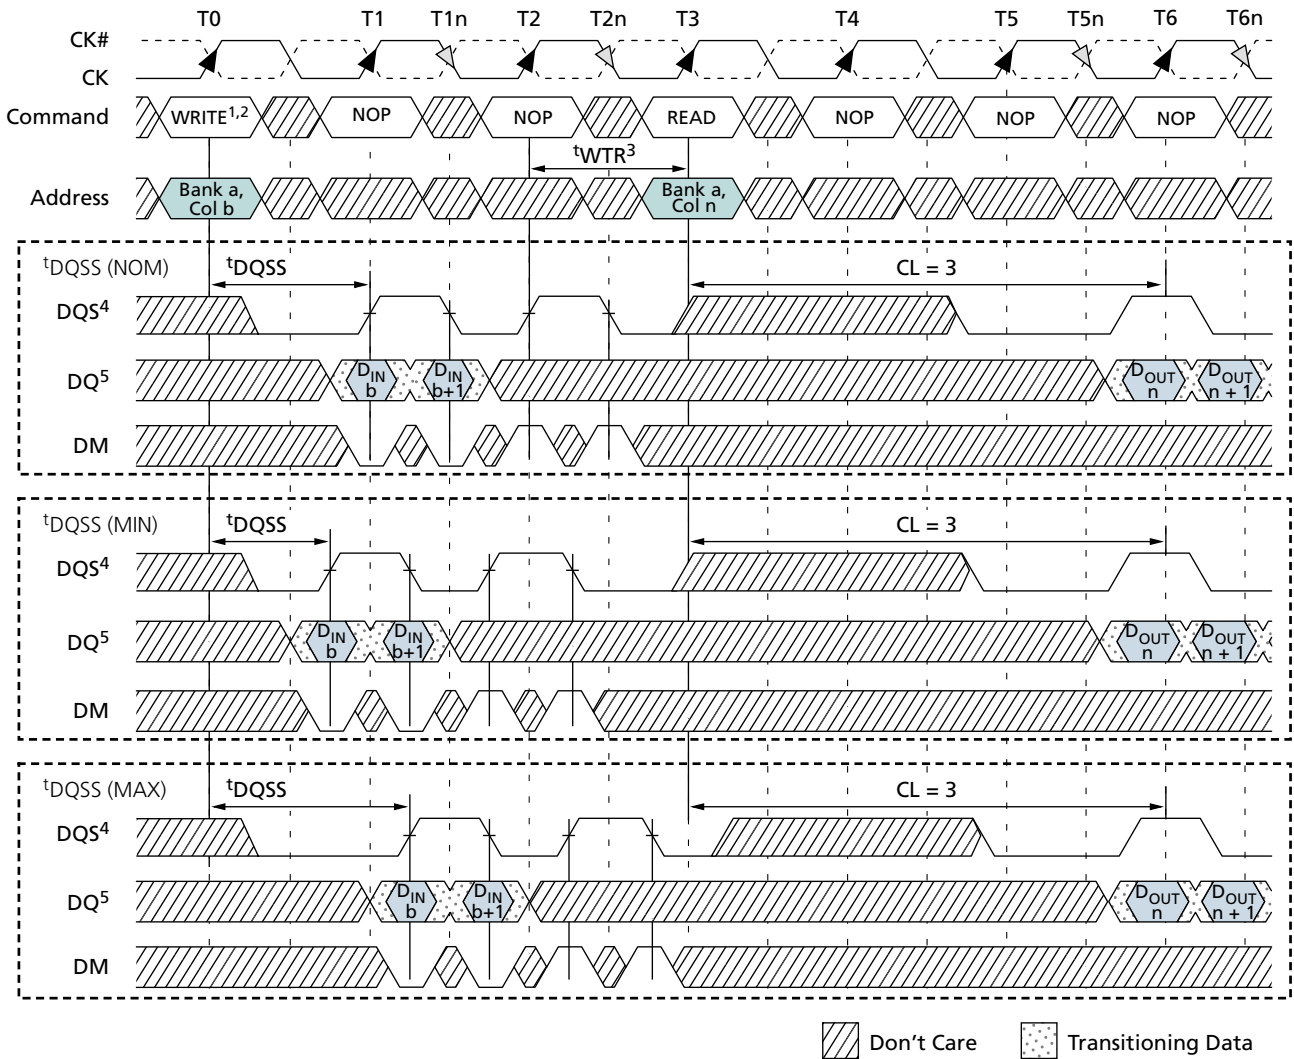 T0 T1 T1n T2 T2n T3 T4 T5 T5n T6 T6n
CK#
CK
Command WRITE1,2 NOP NOP READ NOP NOP NOP
tWTR3
Address Bank a, Col b Bank a, Col n
tDQSS (NOM) tDQSS CL = 3
DQS4
DQ5 DIN b DIN b+1 DOUT n DOUT n + 1
DM
tDQSS (MIN) tDQSS CL = 3
DQS4
DQ5 DIN b DIN b+1 DOUT n DOUT n + 1
DM
tDQSS (MAX) tDQSS CL = 3
DQS4
DQ5 DIN b DIN b+1 DOUT n DOUT n + 1
DM
Don't Care Transitioning Data